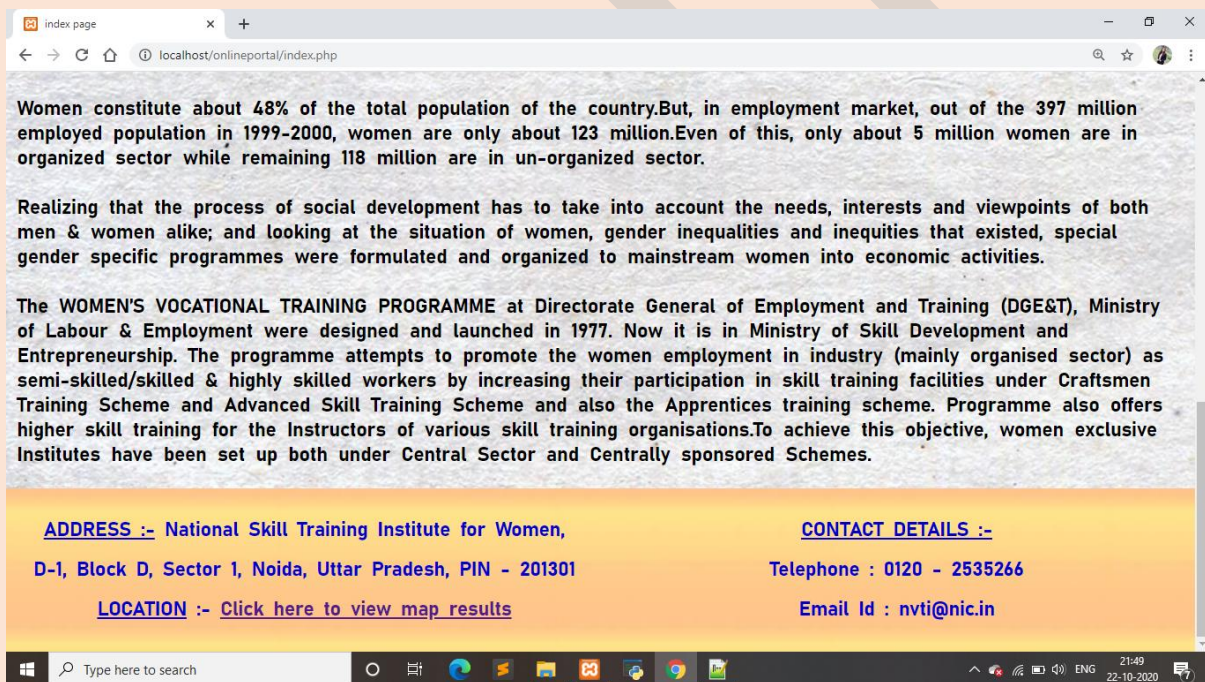 index page
localhost/onlineportal/index.php
Women constitute about 48% of the total population of the country.But, in employment market, out of the 397 million
employed population in 1999-2000, women are only about 123 million.Even of this, only about 5 million women are in
organized sector while remaining 118 million are in un-organized sector.
Realizing that the process of social development has to take into account the needs, interests and viewpoints of both
men & women alike; and looking at the situation of women, gender inequalities and inequities that existed, special
gender specific programmes were formulated and organized to mainstream women into economic activities.
The WOMEN'S VOCATIONAL TRAINING PROGRAMME at Directorate General of Employment and Training (DGE&T), Ministry
of Labour & Employment were designed and launched in 1977. Now it is in Ministry of Skill Development and
Entrepreneurship. The programme attempts to promote the women employment in industry (mainly organised sector) as
semi-skilled/skilled & highly skilled workers by increasing their participation in skill training facilities under Craftsmen
Training Scheme and Advanced Skill Training Scheme and also the Apprentices training scheme. Programme also offers
higher skill training for the Instructors of various skill training organisations.To achieve this objective, women exclusive
Institutes have been set up both under Central Sector and Centrally sponsored Schemes.
ADDRESS :- National Skill Training Institute for Women,
D-1, Block D, Sector 1, Noida, Uttar Pradesh, PIN - 201301
LOCATION :- Click here to view map results
CONTACT DETAILS :-
Telephone : 0120 - 2535266
Email Id : nvti@nic.in
Type here to search
ENG
21:49
22-10-2020
7